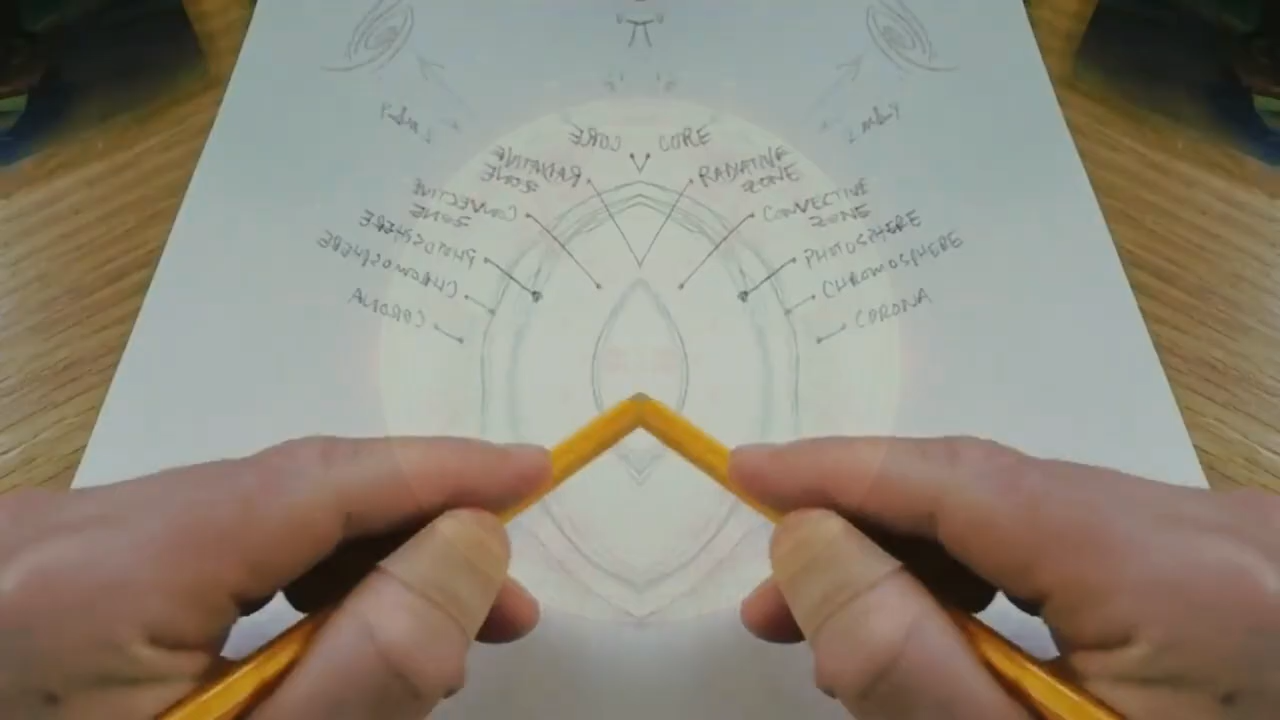 CORE
RADIATIVE
ZONE
CONVECTIVE
ZONE
PHOTOSPHERE
CHROMOSPHERE
CORONA